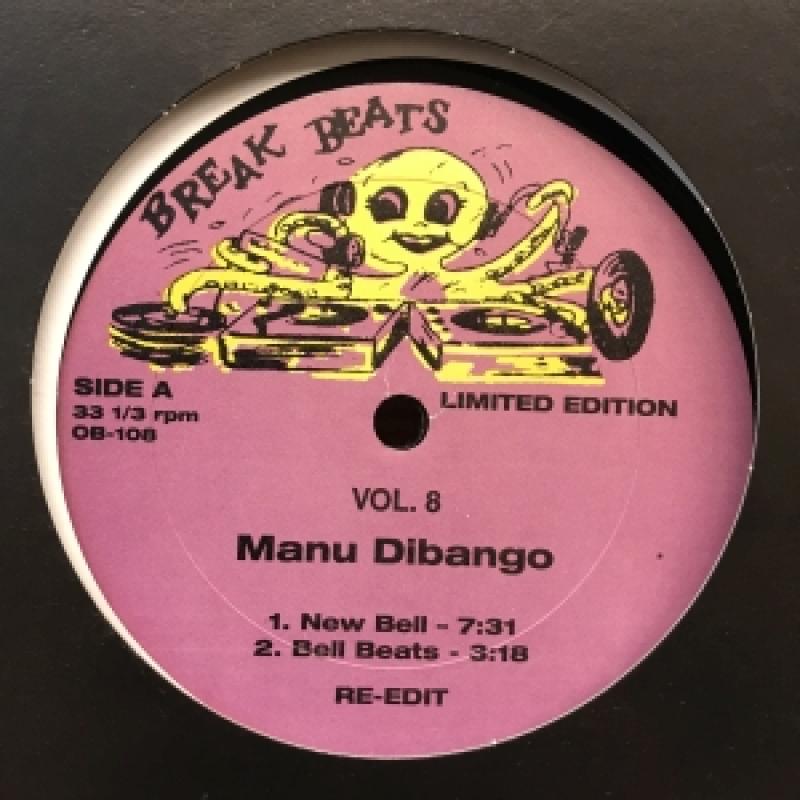 BREAK BEATS
SIDE A
33 1/3 rpm
OB-108
LIMITED EDITION
VOL. 8
Manu Dibango
1. New Bell - 7:31
2. Bell Beats - 3:18
RE-EDIT